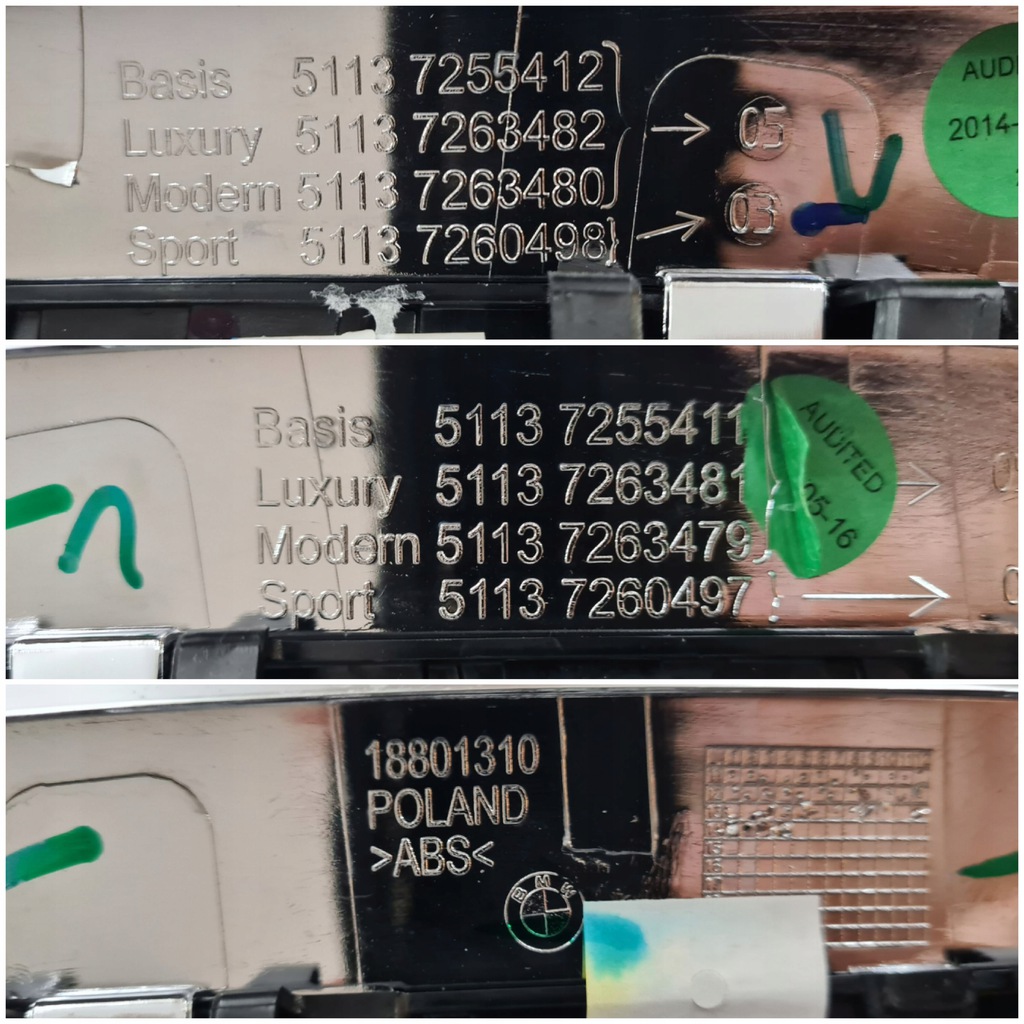 Basis 5113 7255412
Luxury 5113 7263482
Modern 5113 7263480
Sport 5113 7260498
05
03
2014-
Basis 5113 7255411
Luxury 5113 7263481
Modern 5113 7263479
Sport 5113 7260497
AUDITED
05-16
18801310
POLAND
>ABS<
BMW